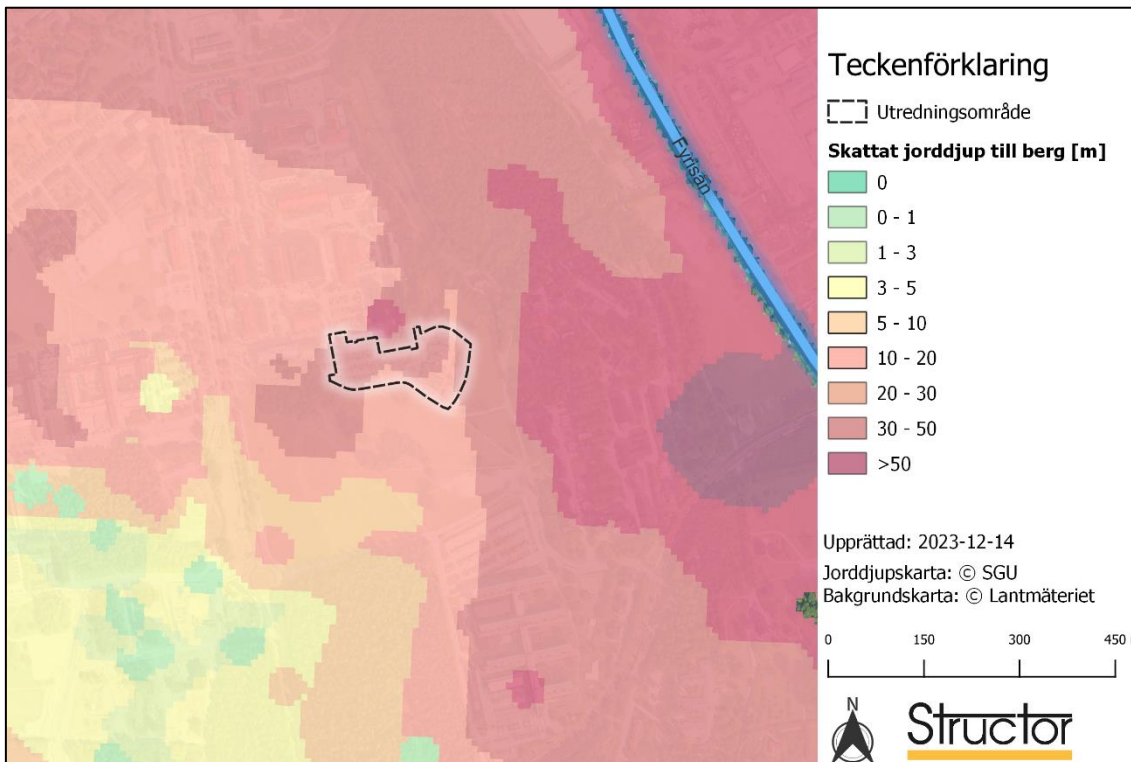 Fyrisån
Teckenförklaring
Utredningsområde
Skattat jorddjup till berg [m]
0
0 - 1
1 - 3
3 - 5
5 - 10
10 - 20
20 - 30
30 - 50
>50
Upprättad: 2023-12-14
Jorddjupskarta: © SGU
Bakgrundskarta: © Lantmäteriet
0 150 300 450
N
Structor